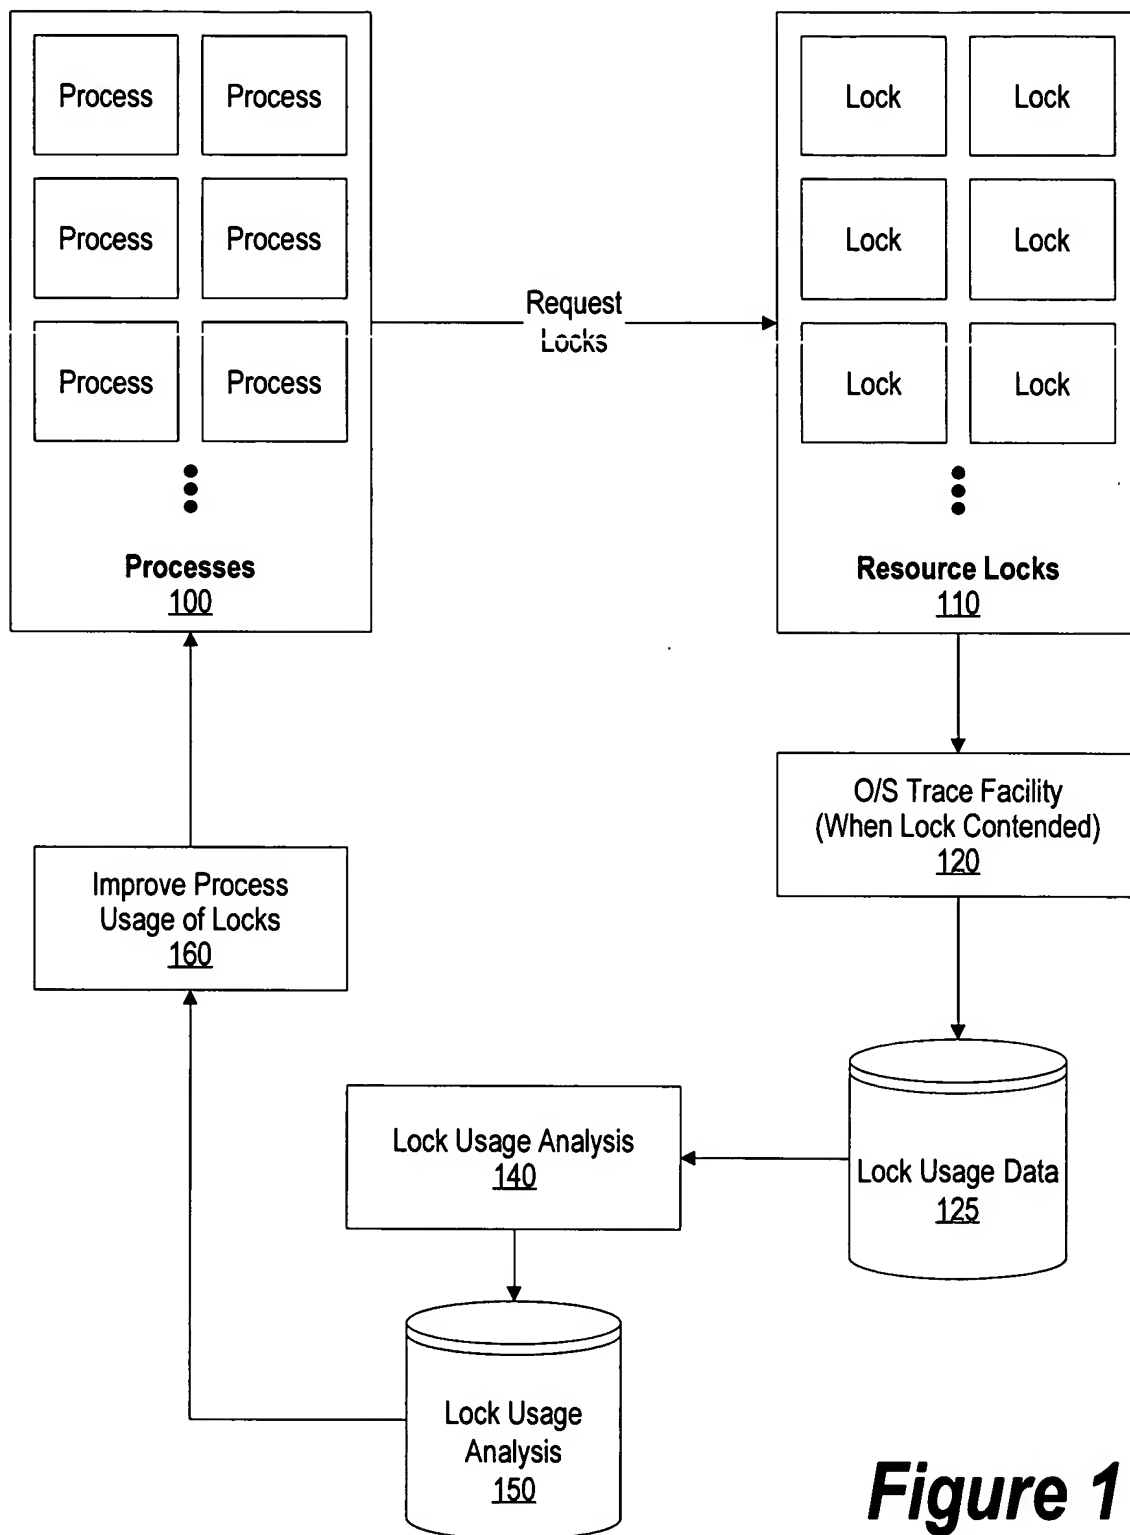 Process Process
Process Process
Process Process
Processes
100
Request
Locks
Lock Lock
Lock Lock
Lock Lock
Resource Locks
110
O/S Trace Facility
(When Lock Contended)
120
Improve Process
Usage of Locks
160
Lock Usage Analysis
140
Lock Usage Data
125
Lock Usage
Analysis
150
Figure 1